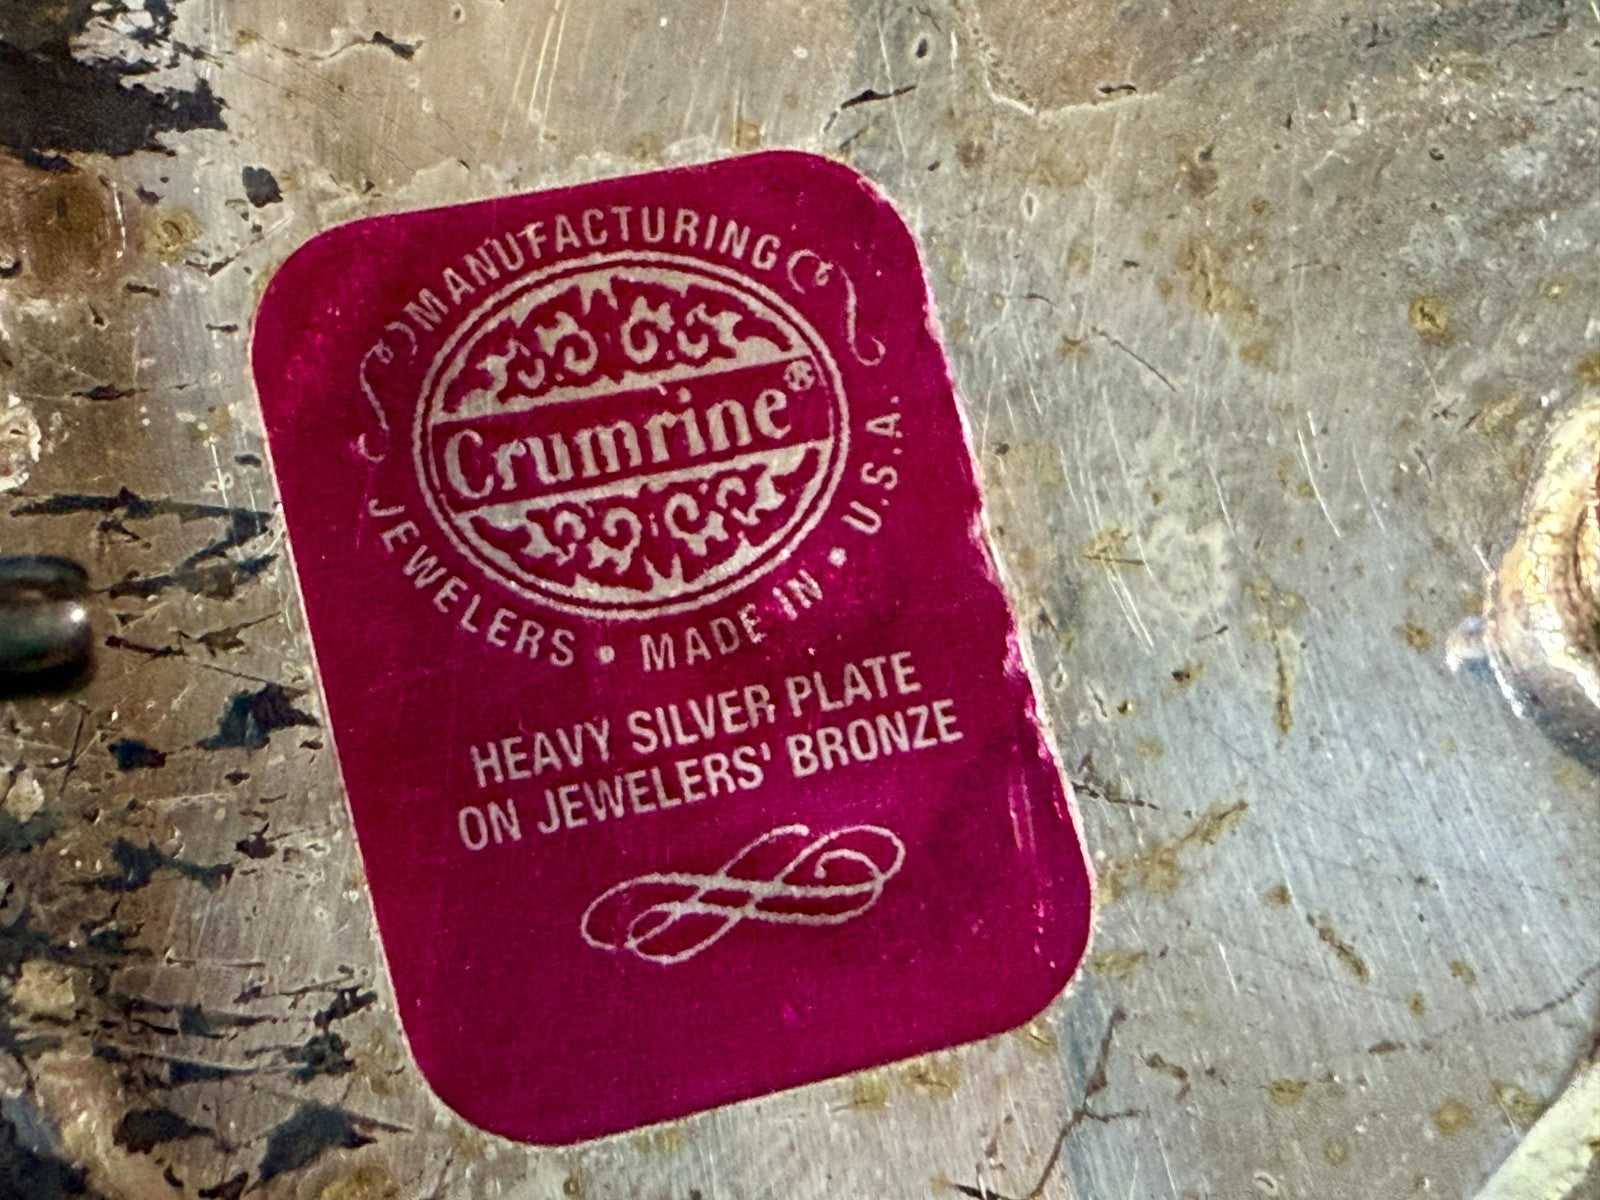 MANUFACTURING
Crumrine®
JEWELERS • MADE IN • U.S.A.
HEAVY SILVER PLATE
ON JEWELERS' BRONZE